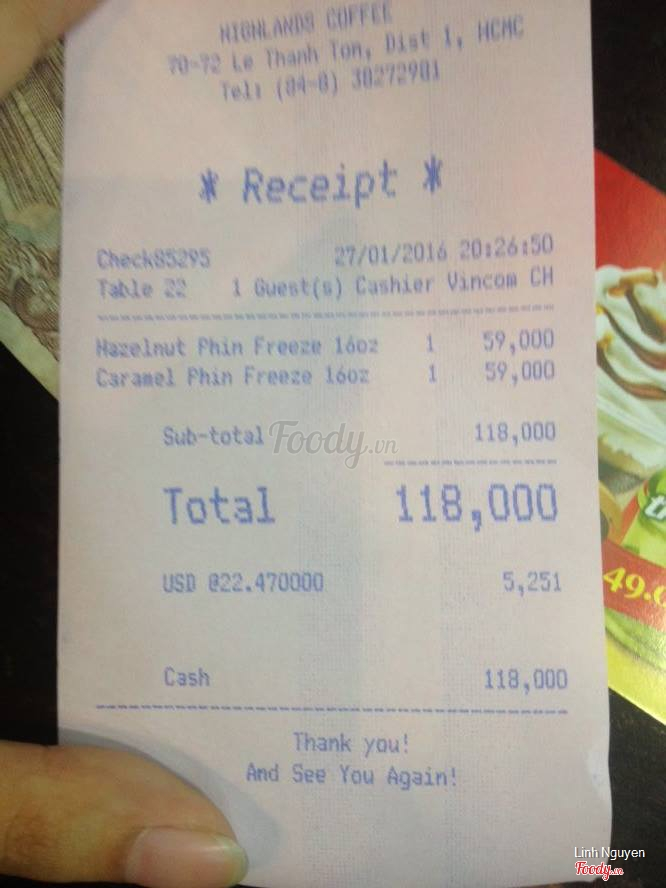 HIGHLANDS COFFEE
70-72 Le Thanh Ton, Dist 1, HCMC
Tel: (84-8) 38272981
* Receipt *
Check85295 27/01/2016 20:26:50
Table 22 1 Guest(s) Cashier Vincom CH
Hazelnut Phin Freeze 16oz 1 59,000
Caramel Phin Freeze 16oz 1 59,000
Sub-total 118,000
Foody.vn
Total 118,000
USD @22.470000 5,251
Cash 118,000
Thank you!
And See You Again!
49.
Linh Nguyen
Foody.vn